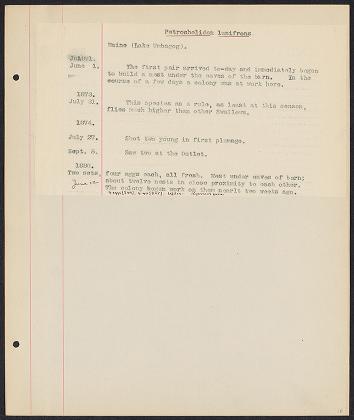 Petrochelidon lunifrons
Maine (Lake Umbagog).
June 1. The first pair arrived to-day and immediately began
to build a nest under the eaves of the barn. In the
course of a few days a colony was at work here.
1873.
July 31. This species as a rule, at least at this season,
flies much higher than other Swallows.
1874.
July 27. Shot two young in first plumage.
Sept. 5. Saw two at the Outlet.
1880.
Two sets, four eggs each, all fresh. Nest under eaves of barn;
June about twelve nests in close proximity to each other.
The colony began work on them nearly two weeks ago.